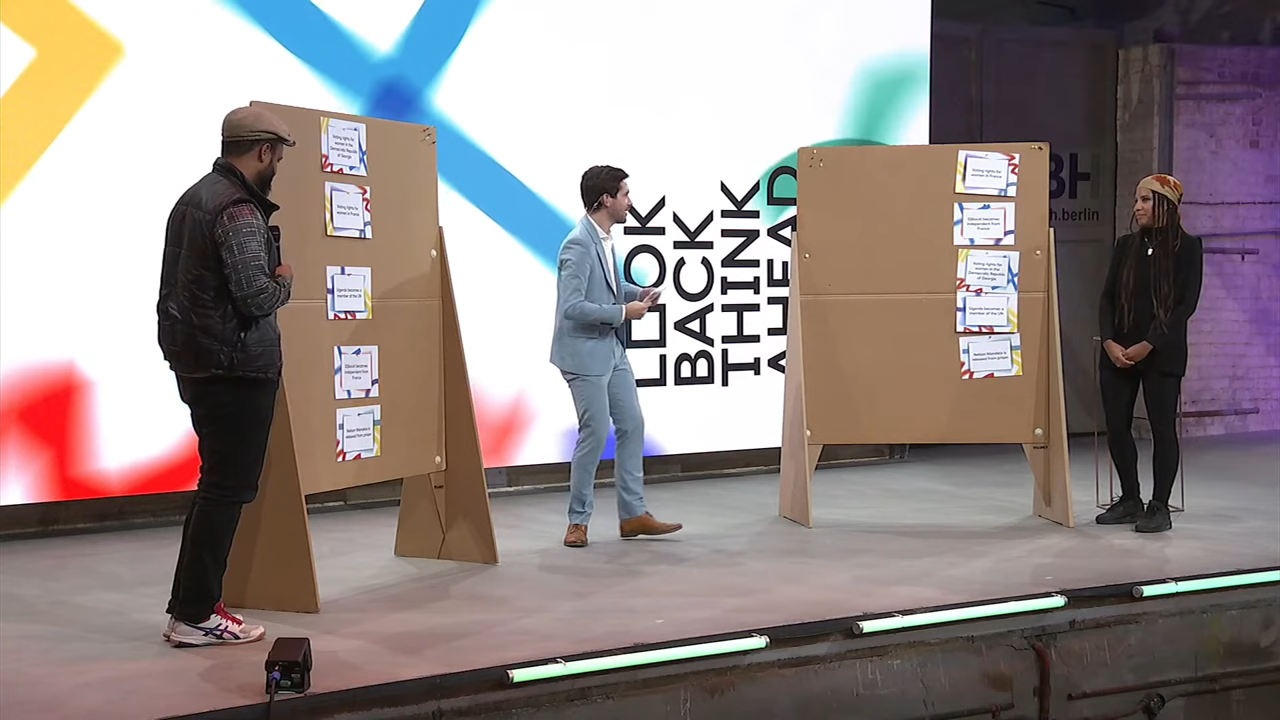 Voting rights for
women in the
Democratic Republic
of Georgia
Voting rights for
women in France
Uganda becomes a
member of the UN
Djibouti becomes
independent from
France
Nelson Mandela is
released from prison
LOOK
BACK
THINK
AHEAD
Voting rights for
women in France
Djibouti becomes
independent from
France
Voting rights for
women in the
Democratic Republic
of Georgia
Uganda becomes a
member of the UN
Nelson Mandela is
released from prison
BH
h.berlin